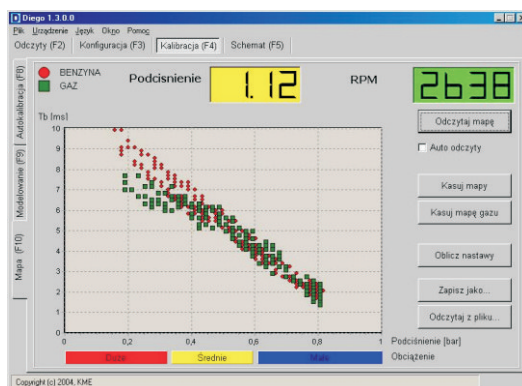 Diego 1.3.0.0
Plik Urządzenie Język Okno Pomoc
Odczyty (F2) Konfiguracja (F3) Kalibracja (F4) Schemat (F5)
Mapa (F10) Modelowanie (F9) Autokalibracja (F8)
BENZYNA
GAZ
Podcisnienie
1.12
RPM
2638
Tb [ms]
10
9
8
7
6
5
4
3
2
1
0
0 0,2 0,4 0,6 0,8 1
Podciśnienie [bar]
Duże Średnie Małe Obciążenie
Odczytaj mapę
Auto odczyty
Kasuj mapy
Kasuj mapę gazu
Oblicz nastawy
Zapisz jako...
Odczytaj z pliku...
Copyright (c) 2004, KME